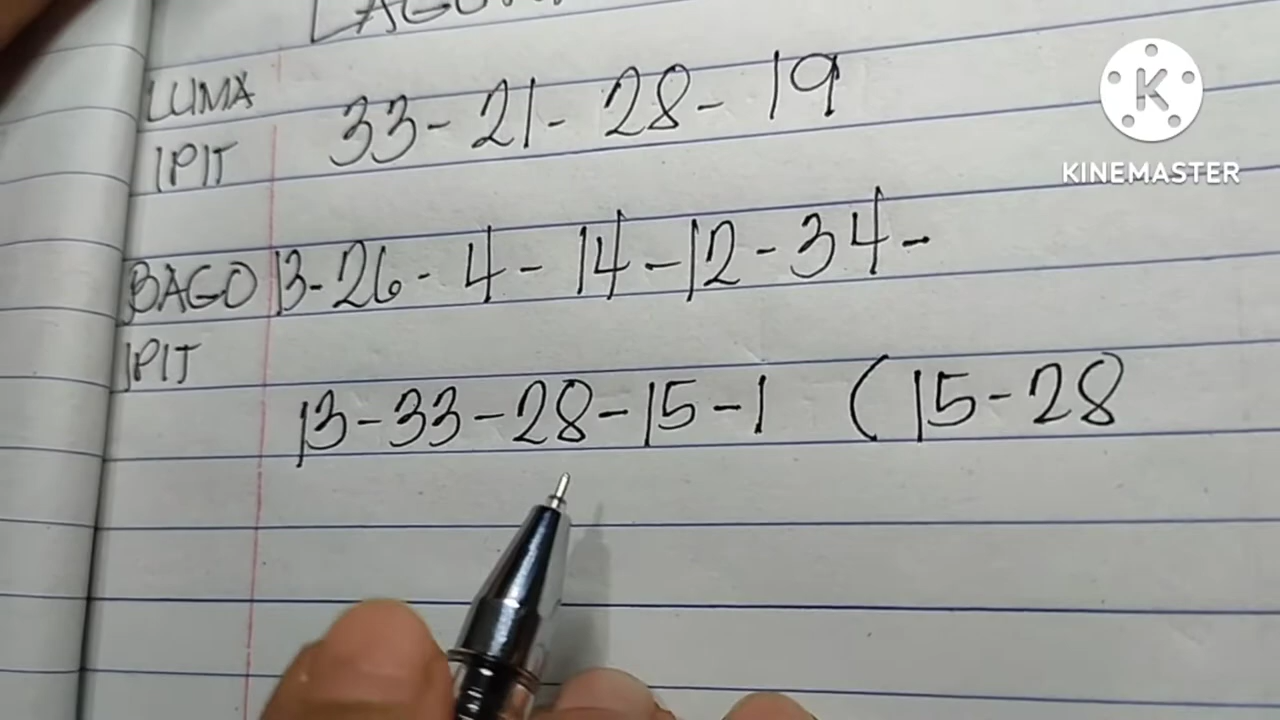 LUMA 33-21-28-19
IPIT
BAGO 13-26-4-14-12-34-
IPIT
13-33-28-15-1 (15-28
KINEMASTER